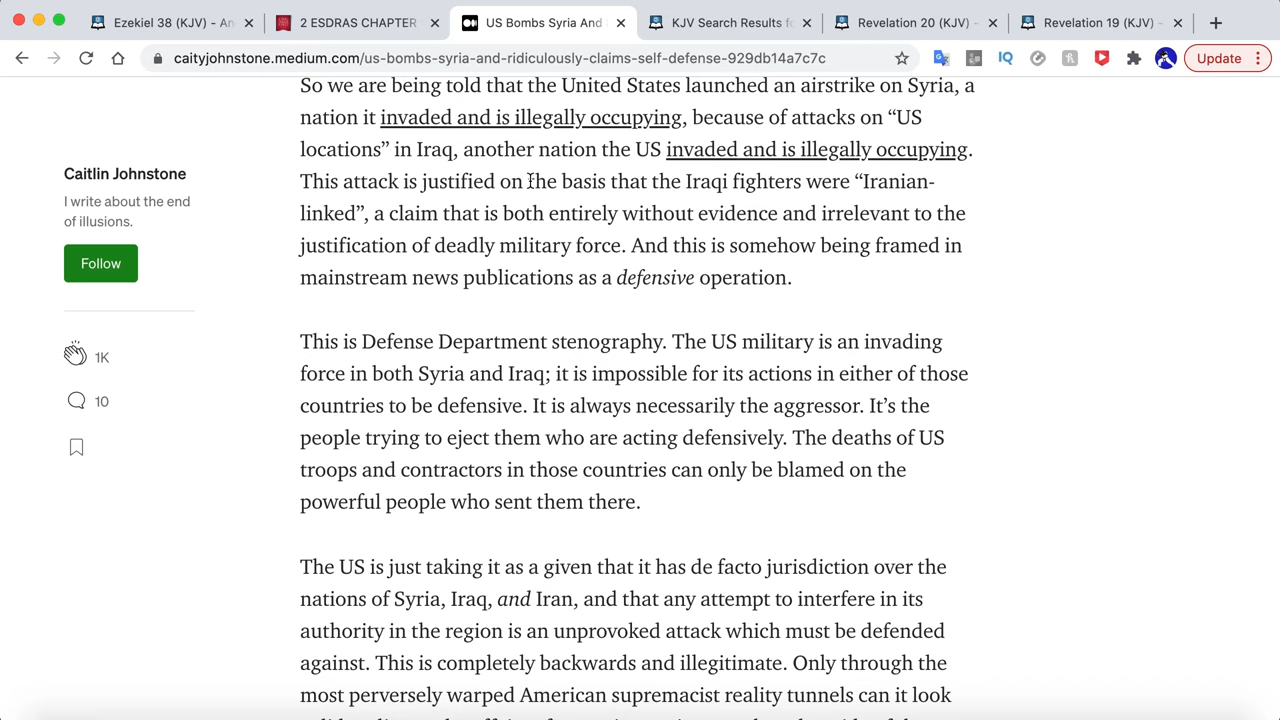 Ezekiel 38 (KJV) - An
2 ESDRAS CHAPTER
US Bombs Syria And
KJV Search Results fo
Revelation 20 (KJV) -
Revelation 19 (KJV) -
caityjohnstone.medium.com/us-bombs-syria-and-ridiculously-claims-self-defense-929db14a7c7c
IQ
Update
So we are being told that the United States launched an airstrike on Syria, a
nation it invaded and is illegally occupying, because of attacks on “US
locations” in Iraq, another nation the US invaded and is illegally occupying.
This attack is justified on the basis that the Iraqi fighters were “Iranian-
linked”, a claim that is both entirely without evidence and irrelevant to the
justification of deadly military force. And this is somehow being framed in
mainstream news publications as a defensive operation.
Caitlin Johnstone
I write about the end
of illusions.
Follow
1K
10
This is Defense Department stenography. The US military is an invading
force in both Syria and Iraq; it is impossible for its actions in either of those
countries to be defensive. It is always necessarily the aggressor. It’s the
people trying to eject them who are acting defensively. The deaths of US
troops and contractors in those countries can only be blamed on the
powerful people who sent them there.
The US is just taking it as a given that it has de facto jurisdiction over the
nations of Syria, Iraq, and Iran, and that any attempt to interfere in its
authority in the region is an unprovoked attack which must be defended
against. This is completely backwards and illegitimate. Only through the
most perversely warped American supremacist reality tunnels can it look